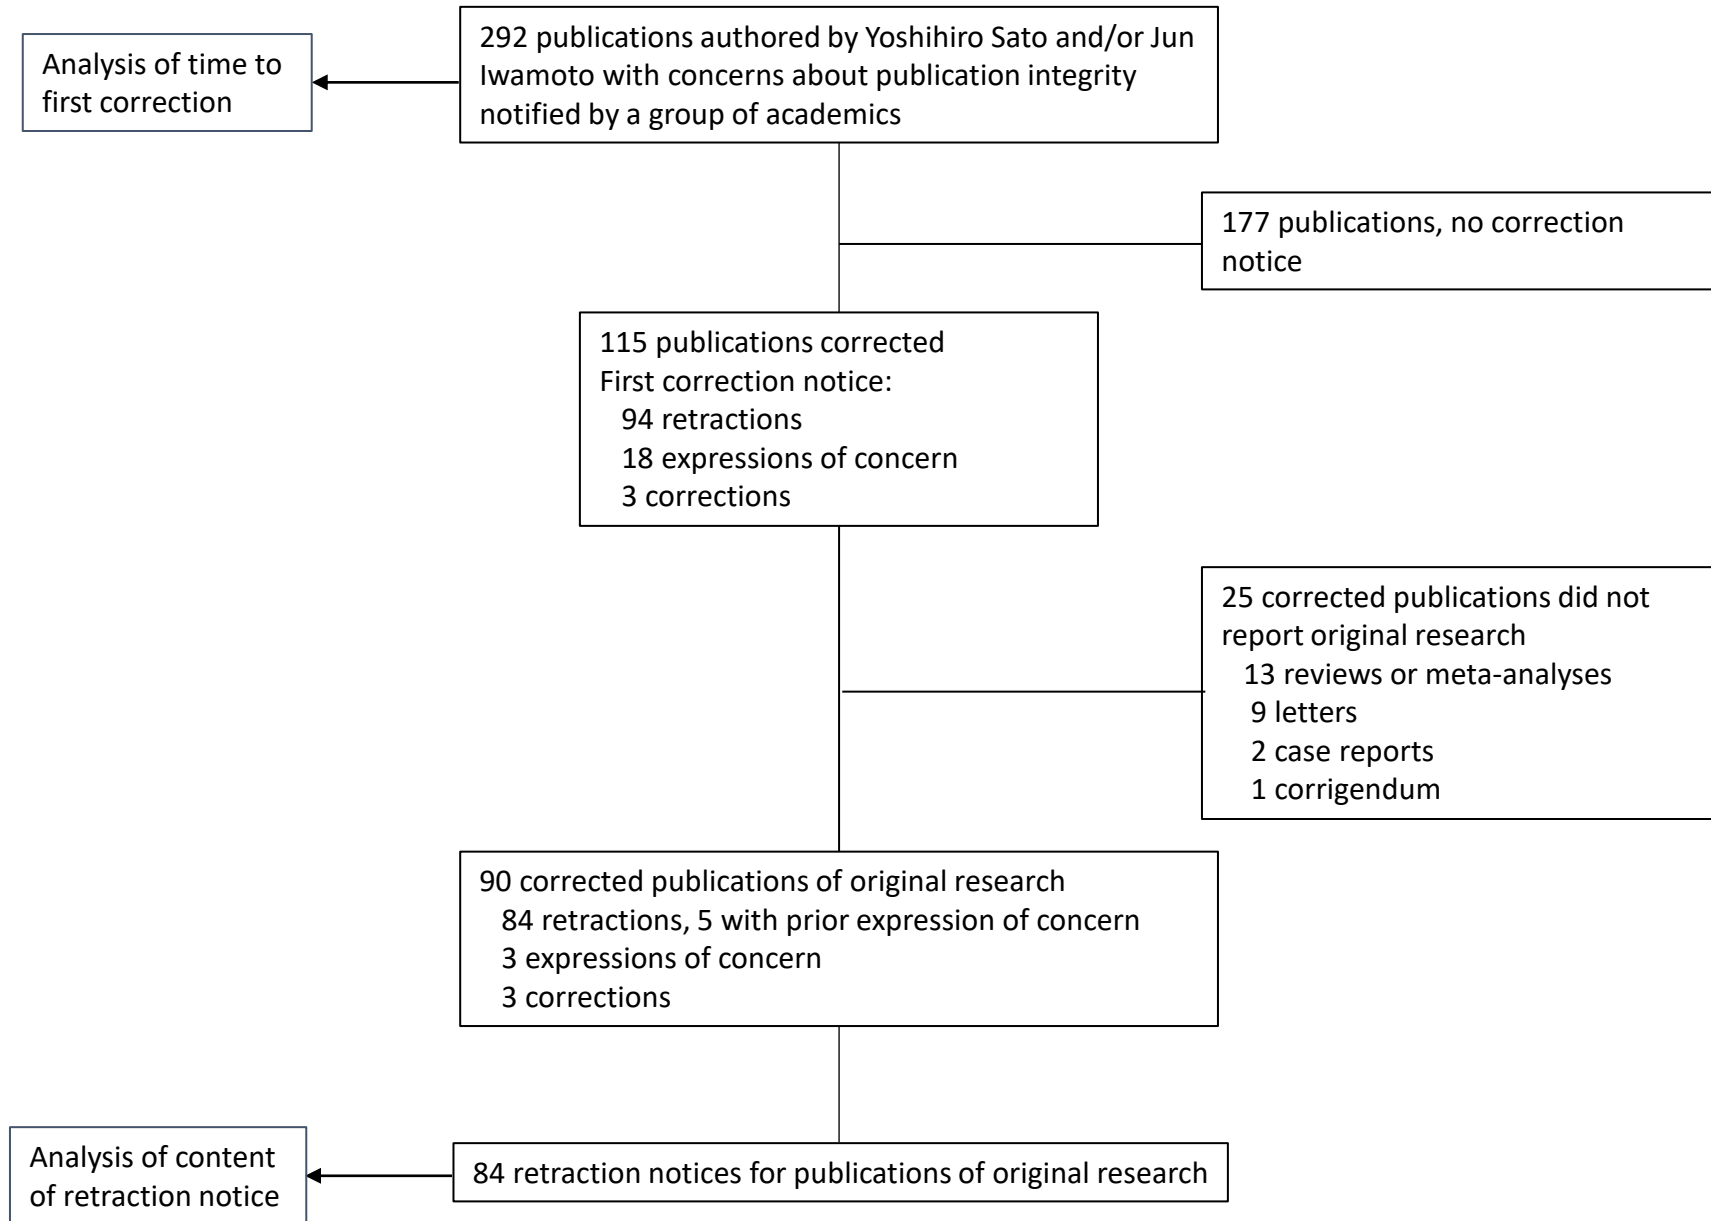 292 publications authored by Yoshihiro Sato and/or Jun
Iwamoto with concerns about publication integrity
notified by a group of academics
Analysis of time to
first correction
177 publications, no correction
notice
115 publications corrected
First correction notice:
94 retractions
18 expressions of concern
3 corrections
25 corrected publications did not
report original research
13 reviews or meta-analyses
9 letters
2 case reports
1 corrigendum
90 corrected publications of original research
84 retractions, 5 with prior expression of concern
3 expressions of concern
3 corrections
84 retraction notices for publications of original research
Analysis of content
of retraction notice